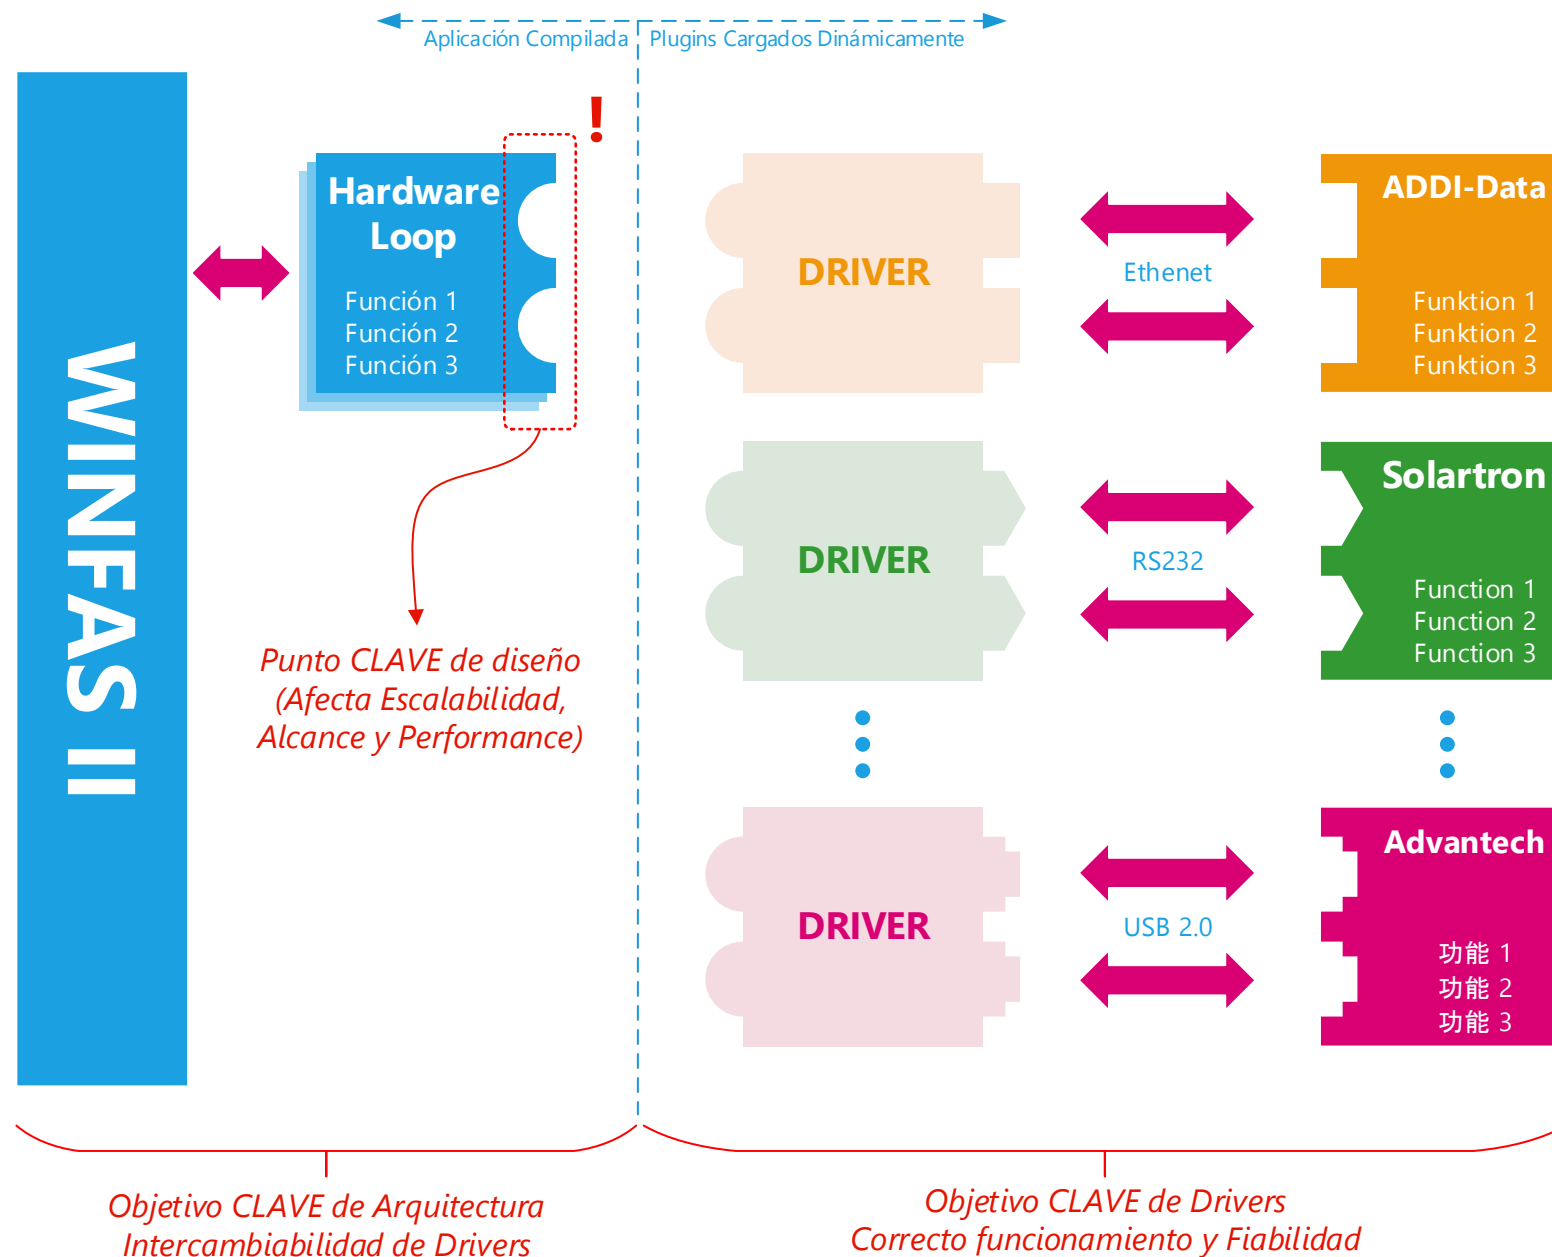 Aplicación Compilada
Plugins Cargados Dinámicamente
WINFAS II
!
Hardware
Loop
Función 1
Función 2
Función 3
Punto CLAVE de diseño
(Afecta Escalabilidad,
Alcance y Performance)
DRIVER
Ethenet
ADDI-Data
Funktion 1
Funktion 2
Funktion 3
DRIVER
RS232
Solartron
Function 1
Function 2
Function 3
DRIVER
USB 2.0
Advantech
功能 1
功能 2
功能 3
Objetivo CLAVE de Arquitectura
Intercambiabilidad de Drivers
Objetivo CLAVE de Drivers
Correcto funcionamiento y Fiabilidad